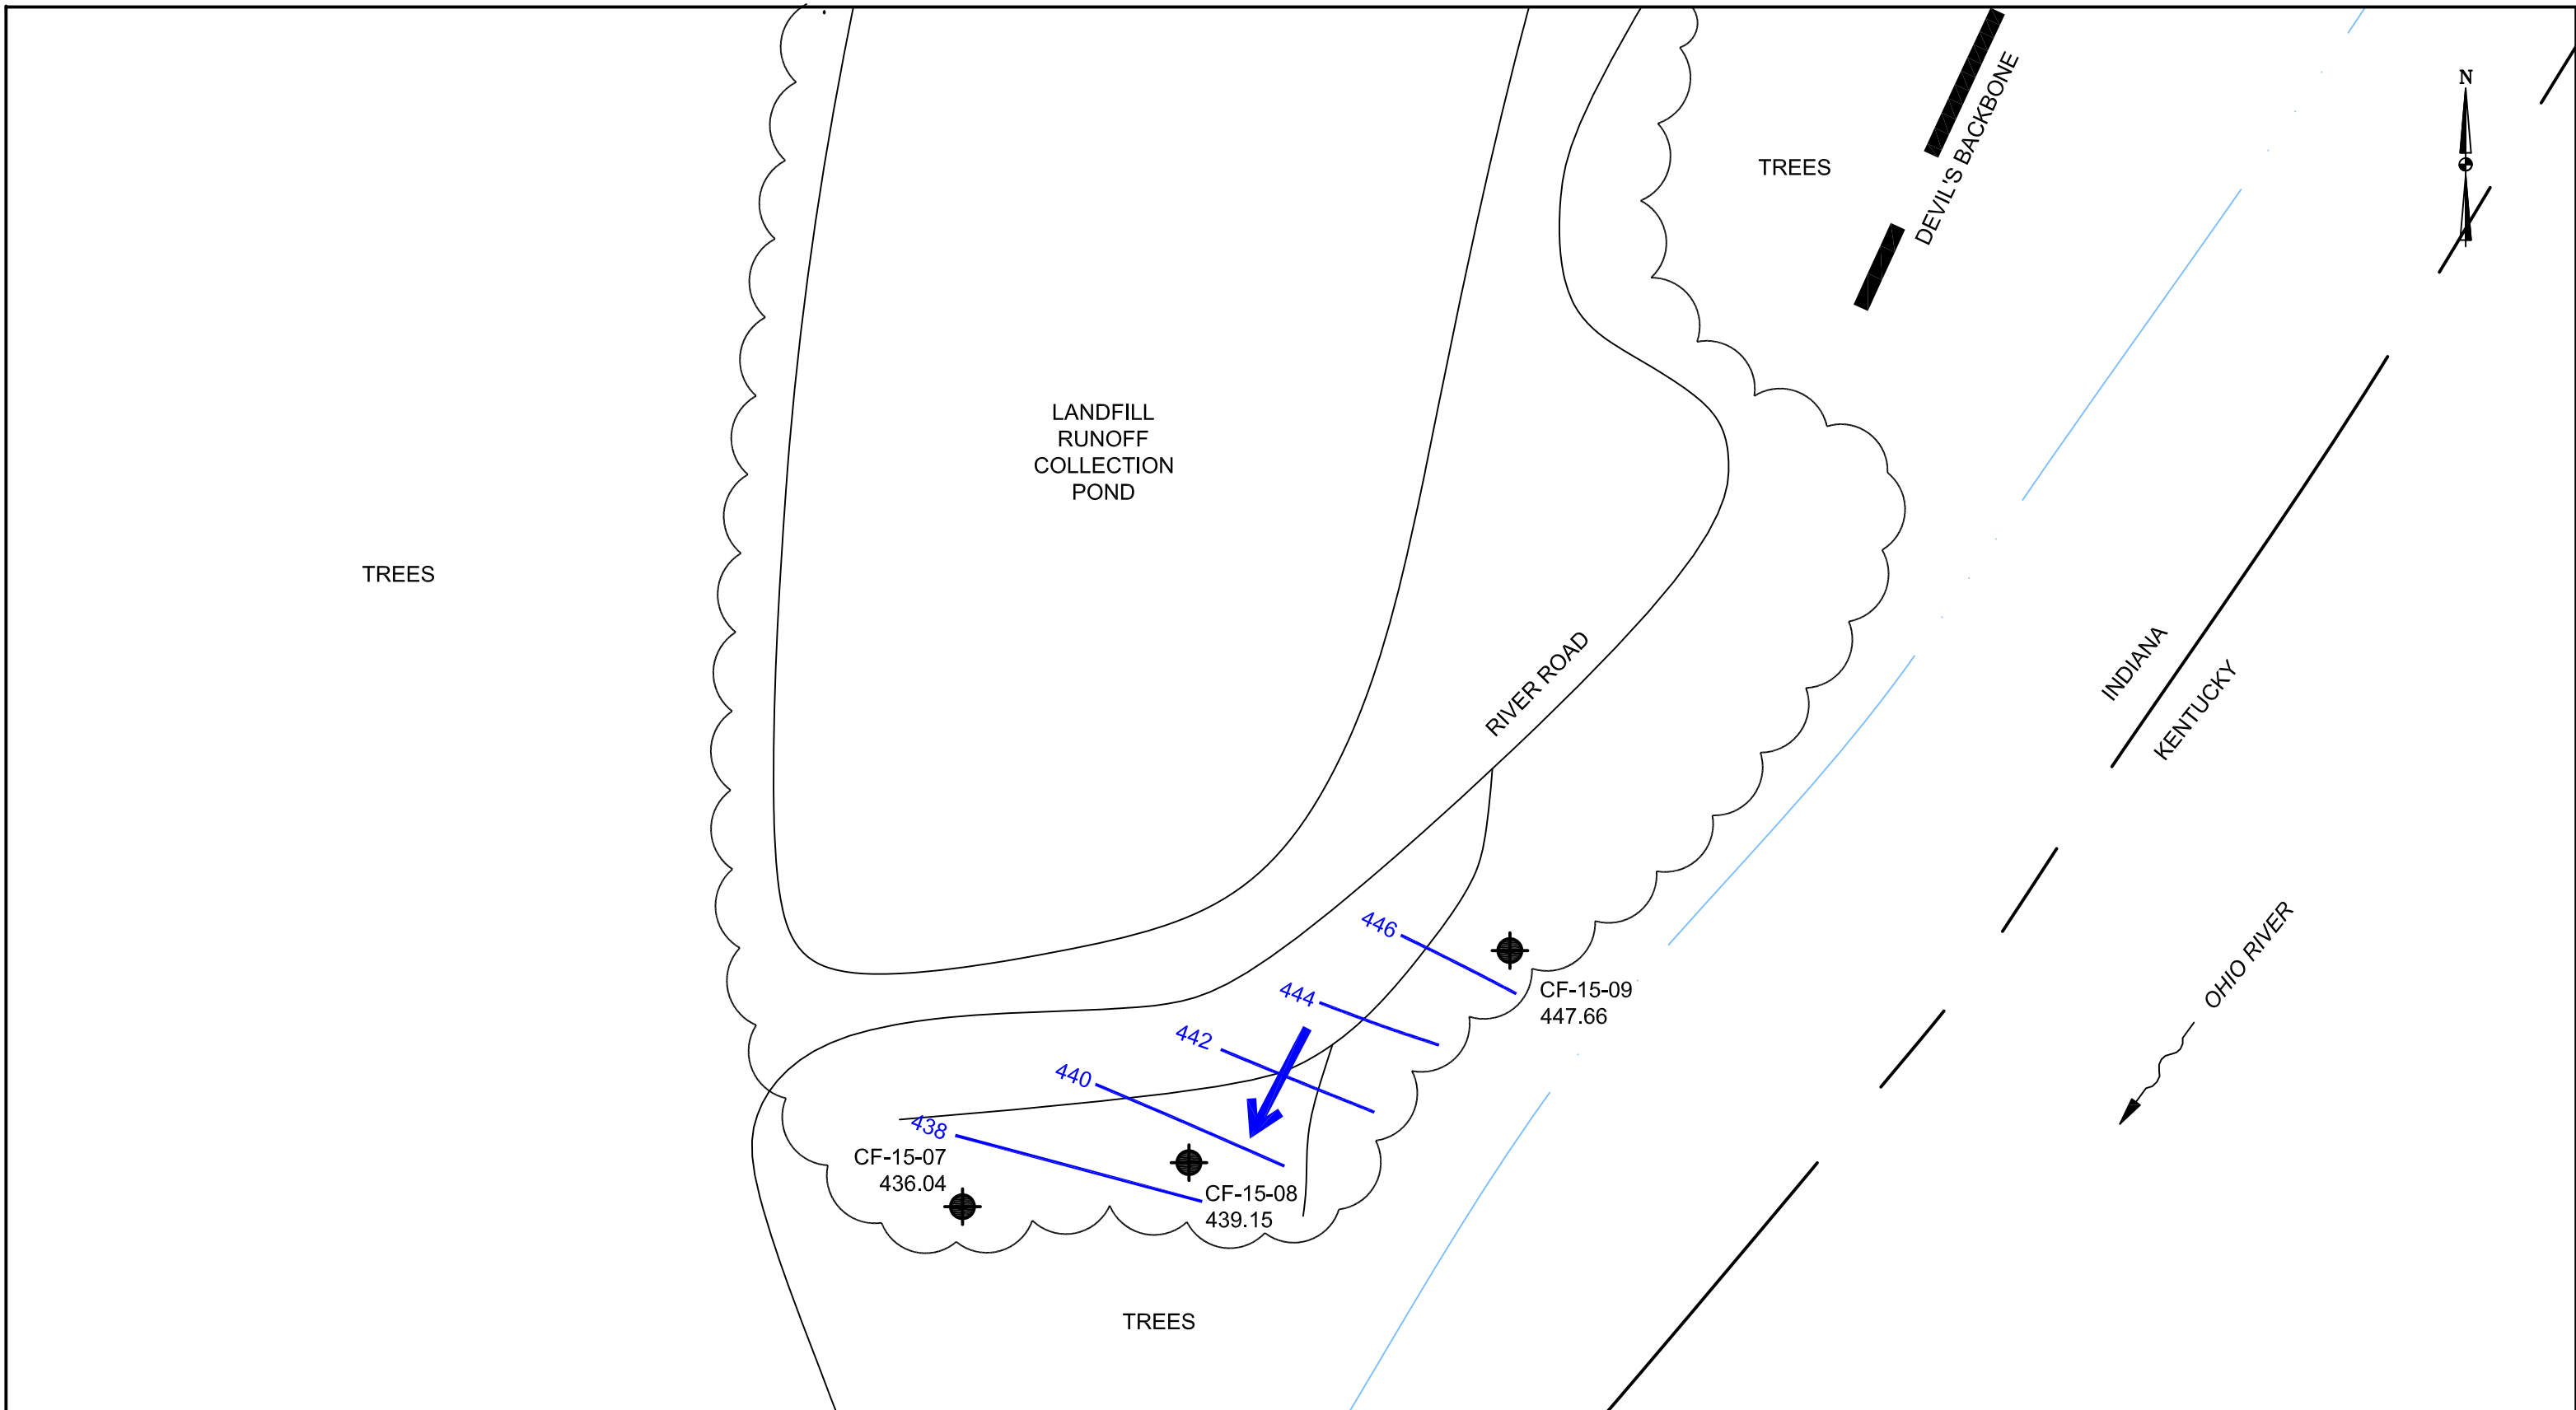 N
TREES
DEVIL'S BACKBONE
LANDFILL
RUNOFF
COLLECTION
POND
TREES
RIVER ROAD
INDIANA
KENTUCKY
OHIO RIVER
446
444
442
440
438
CF-15-09
447.66
CF-15-07
436.04
CF-15-08
439.15
TREES